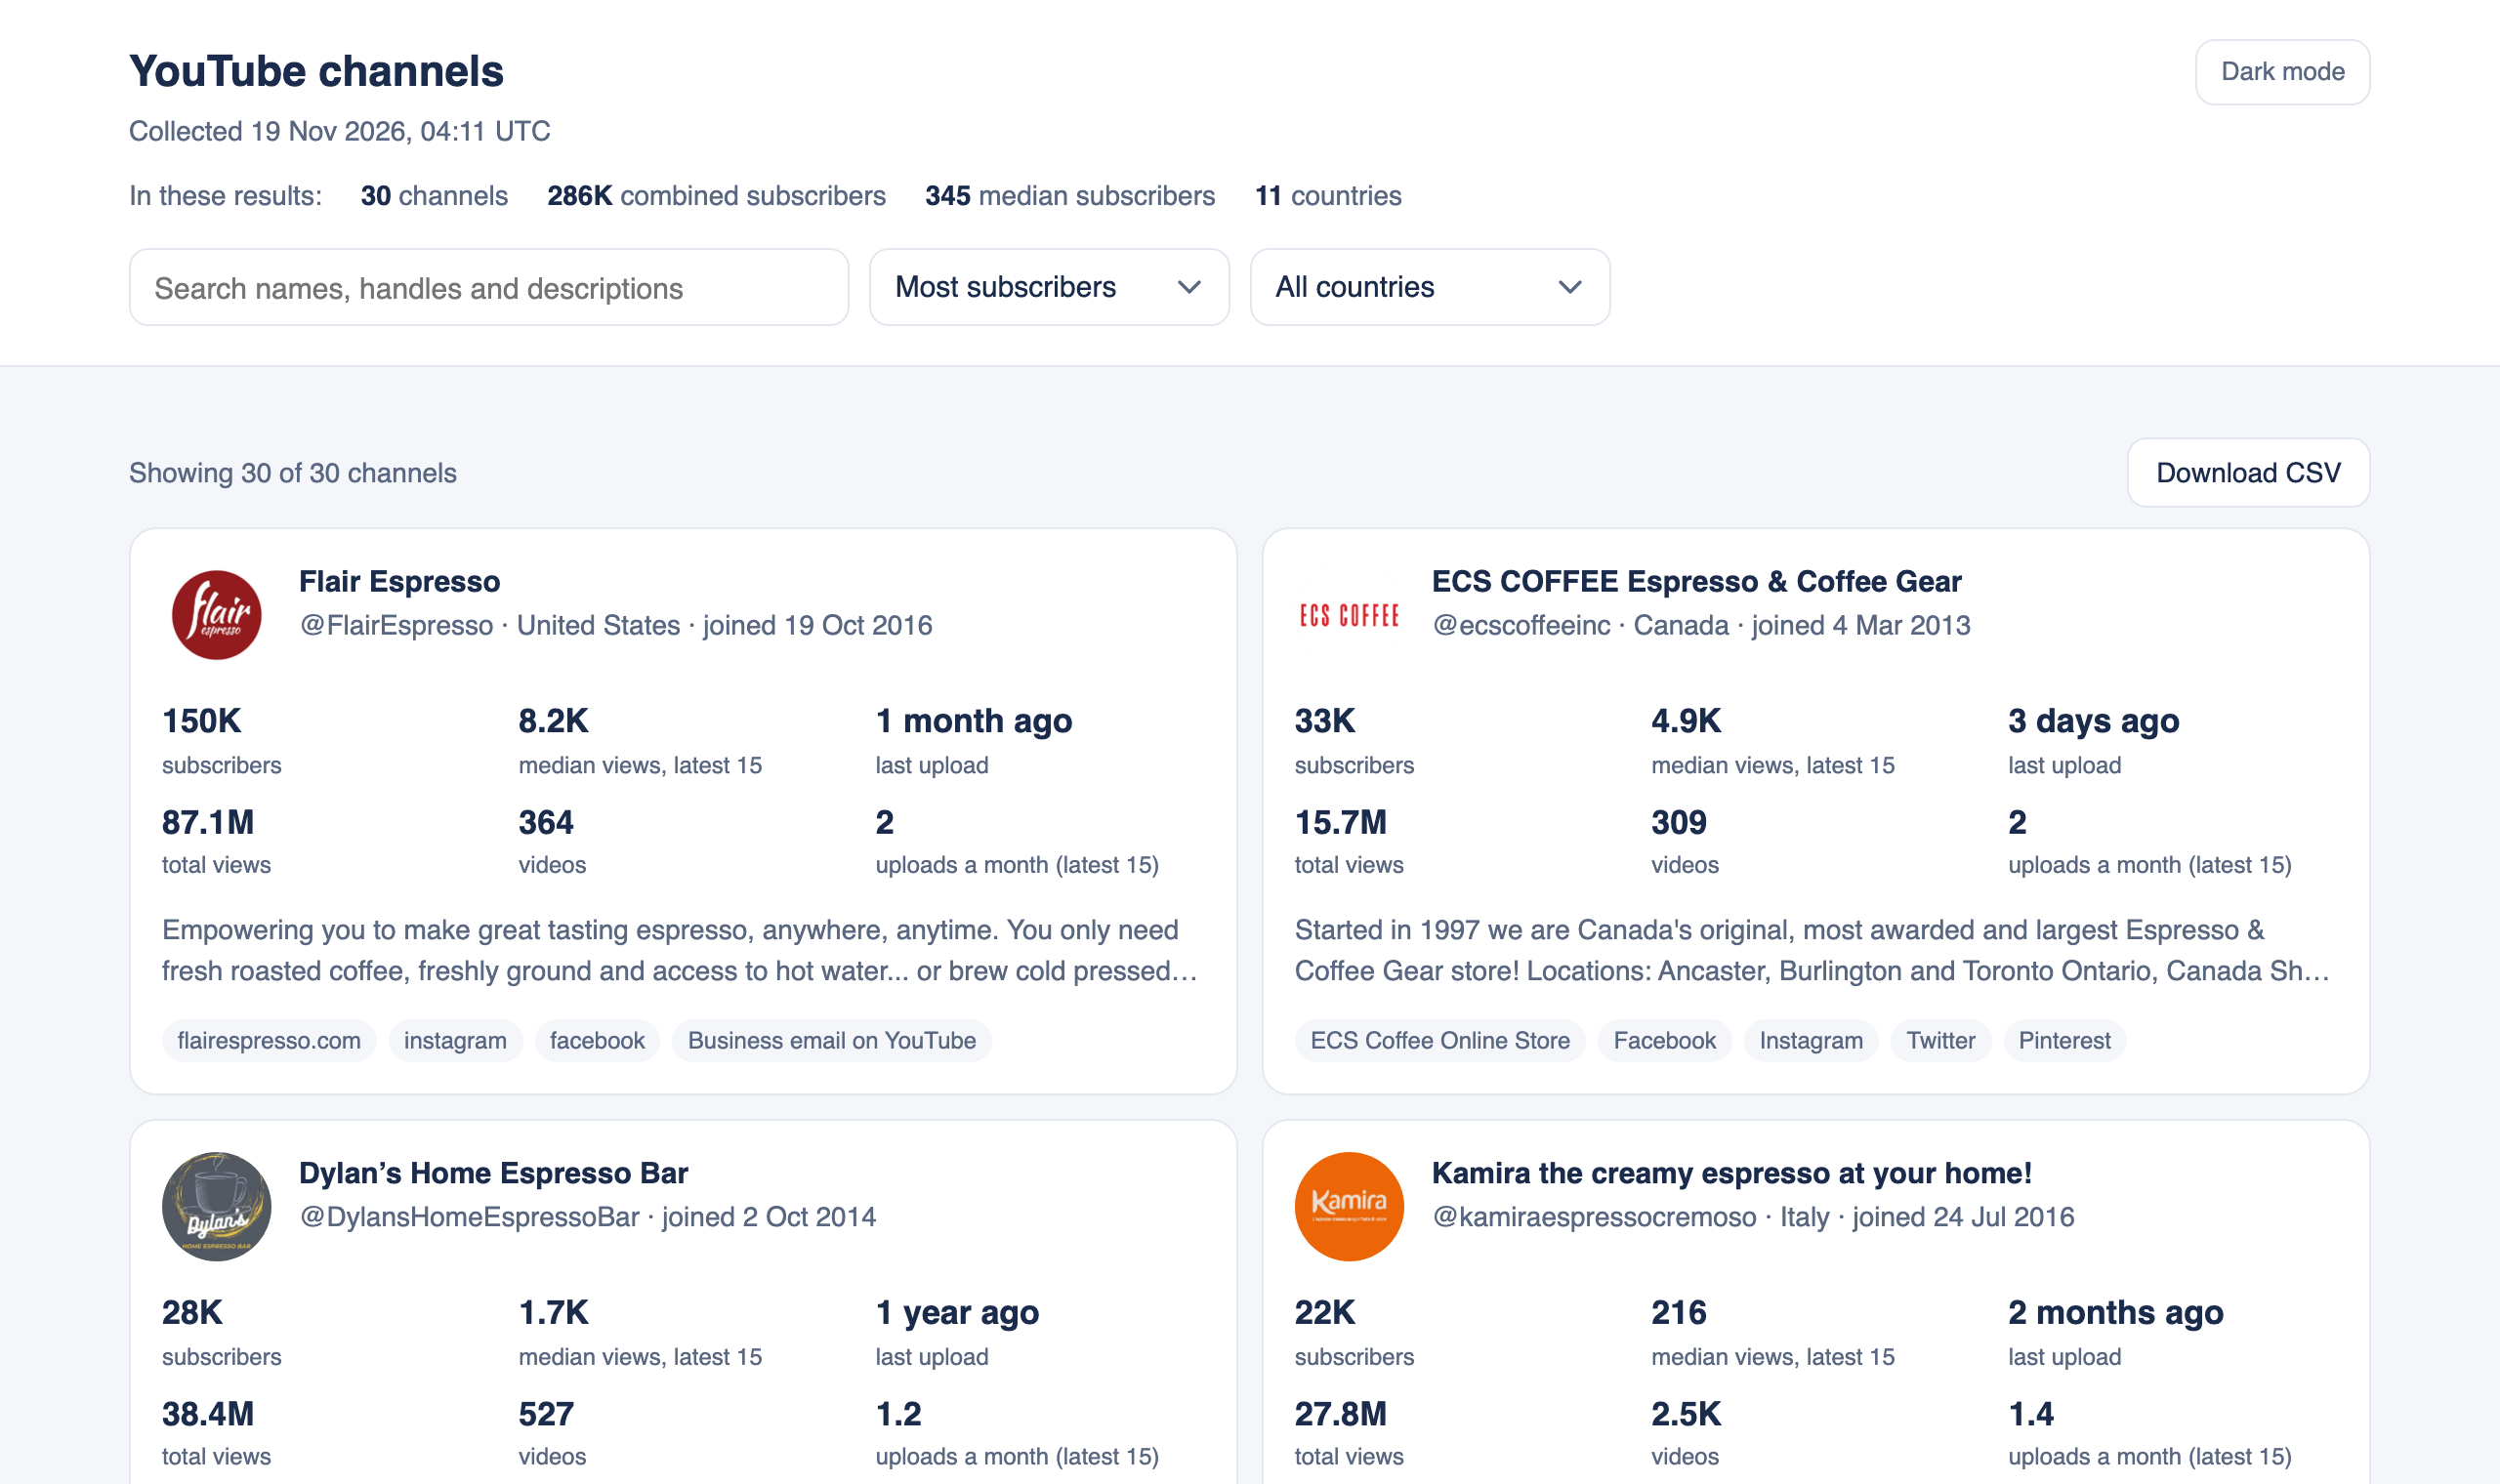 YouTube channels
Dark mode
Collected 19 Nov 2026, 04:11 UTC
In these results: 30 channels 286K combined subscribers 345 median subscribers 11 countries
Search names, handles and descriptions
Most subscribers
All countries
Showing 30 of 30 channels
Download CSV
flair
espresso
Flair Espresso
@FlairEspresso · United States · joined 19 Oct 2016
150K 8.2K 1 month ago
subscribers median views, latest 15 last upload
87.1M 364 2
total views videos uploads a month (latest 15)
Empowering you to make great tasting espresso, anywhere, anytime. You only need
fresh roasted coffee, freshly ground and access to hot water... or brew cold pressed…
flairespresso.com instagram facebook Business email on YouTube
ECS COFFEE
ECS COFFEE Espresso & Coffee Gear
@ecscoffeeinc · Canada · joined 4 Mar 2013
33K 4.9K 3 days ago
subscribers median views, latest 15 last upload
15.7M 309 2
total views videos uploads a month (latest 15)
Started in 1997 we are Canada's original, most awarded and largest Espresso &
Coffee Gear store! Locations: Ancaster, Burlington and Toronto Ontario, Canada Sh…
ECS Coffee Online Store Facebook Instagram Twitter Pinterest
Dylan's
HOME ESPRESSO BAR
Dylan’s Home Espresso Bar
@DylansHomeEspressoBar · joined 2 Oct 2014
28K 1.7K 1 year ago
subscribers median views, latest 15 last upload
38.4M 527 1.2
total views videos uploads a month (latest 15)
Kamira
Kamira the creamy espresso at your home!
@kamiraespressocremoso · Italy · joined 24 Jul 2016
22K 216 2 months ago
subscribers median views, latest 15 last upload
27.8M 2.5K 1.4
total views videos uploads a month (latest 15)